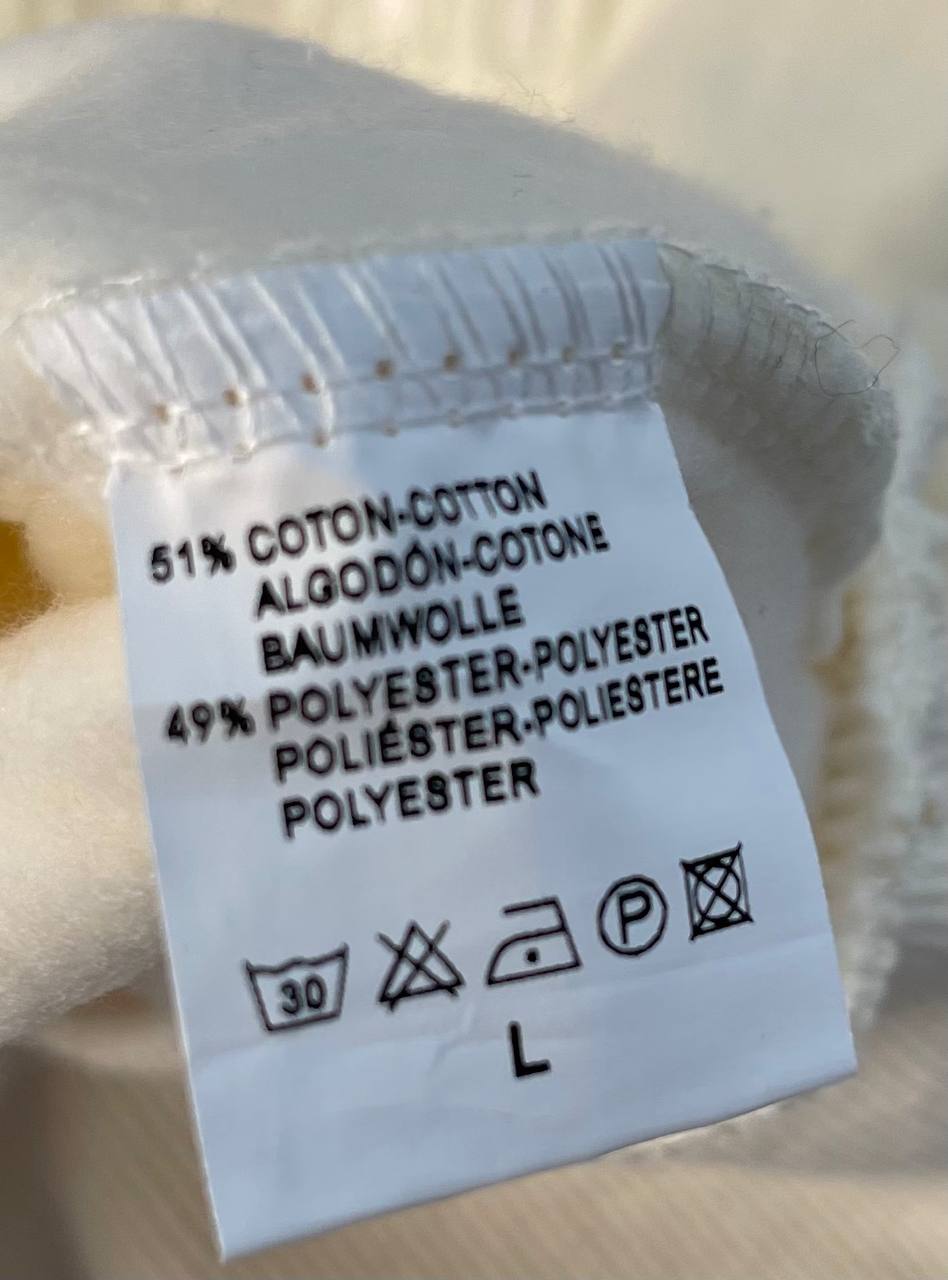 51% COTON-COTTON
ALGODÓN-COTONE
BAUMWOLLE
49% POLYESTER-POLYESTER
POLIÉSTER-POLIESTERE
POLYESTER
30 P
L